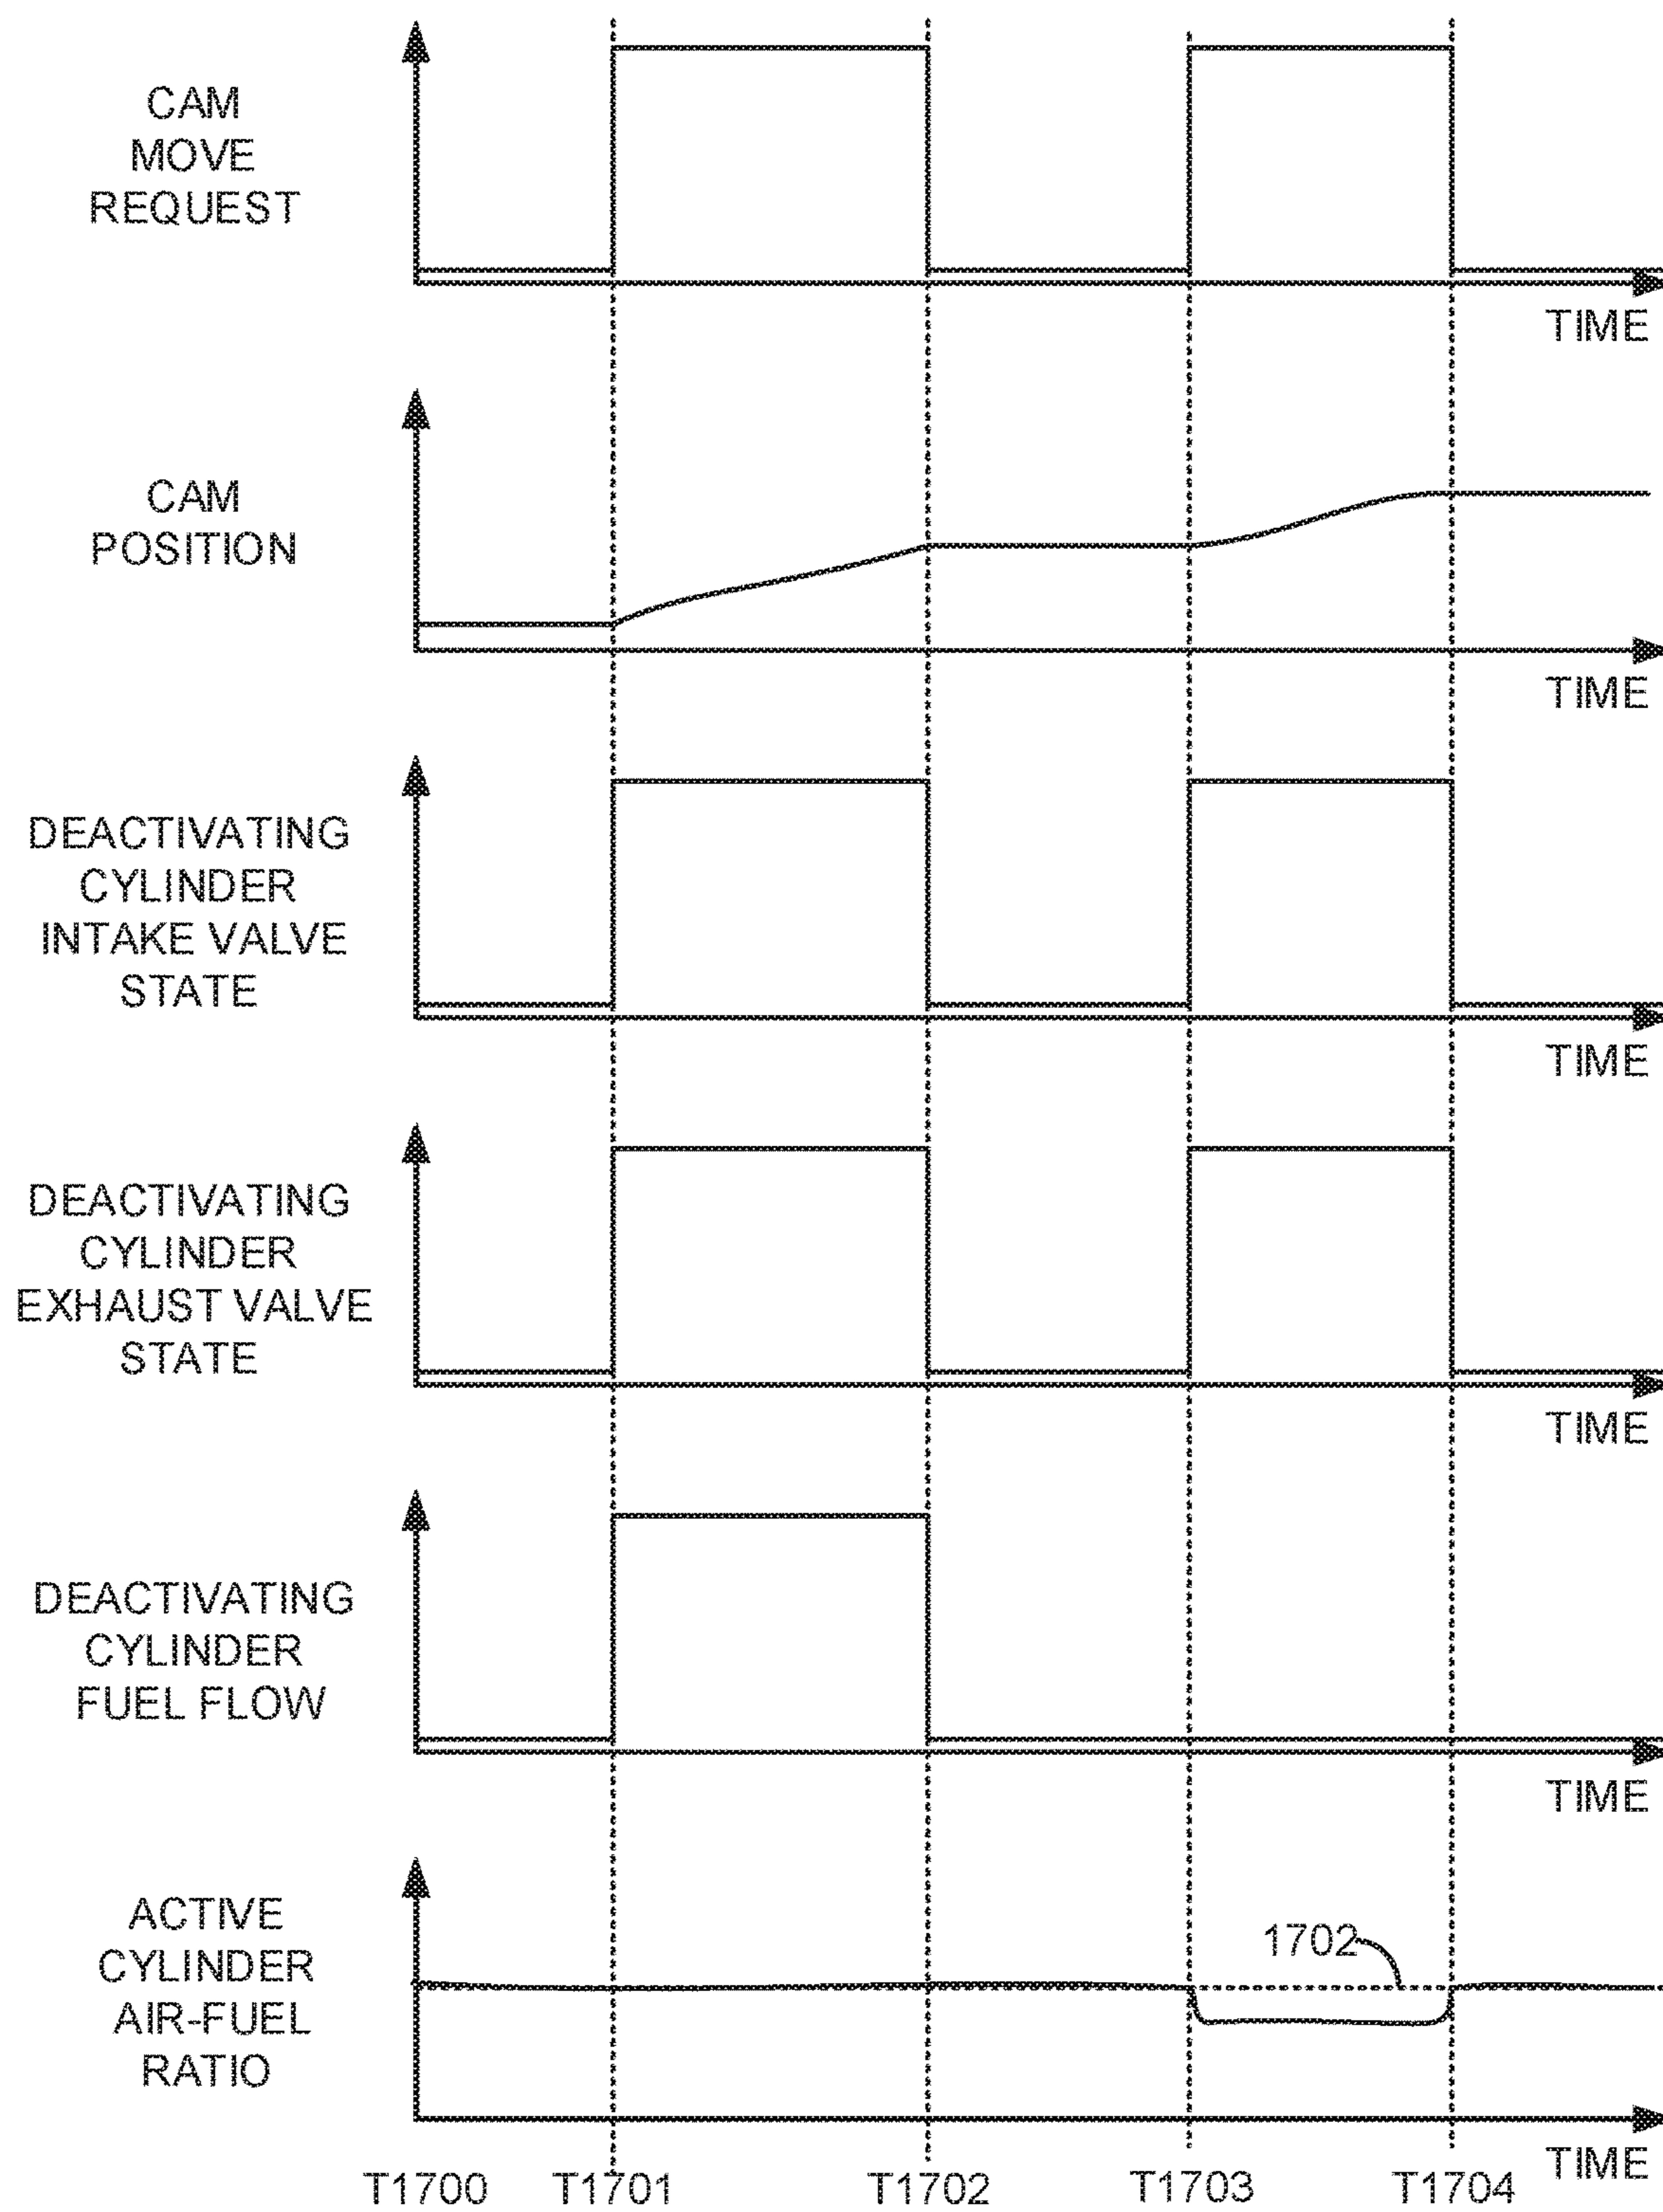 CAM
MOVE
REQUEST
TIME
CAM
POSITION
TIME
DEACTIVATING
CYLINDER
INTAKE VALVE
STATE
TIME
DEACTIVATING
CYLINDER
EXHAUST VALVE
STATE
TIME
DEACTIVATING
CYLINDER
FUEL FLOW
TIME
ACTIVE
CYLINDER
AIR-FUEL
RATIO
1702
TIME
T1700 T1701 T1702 T1703 T1704